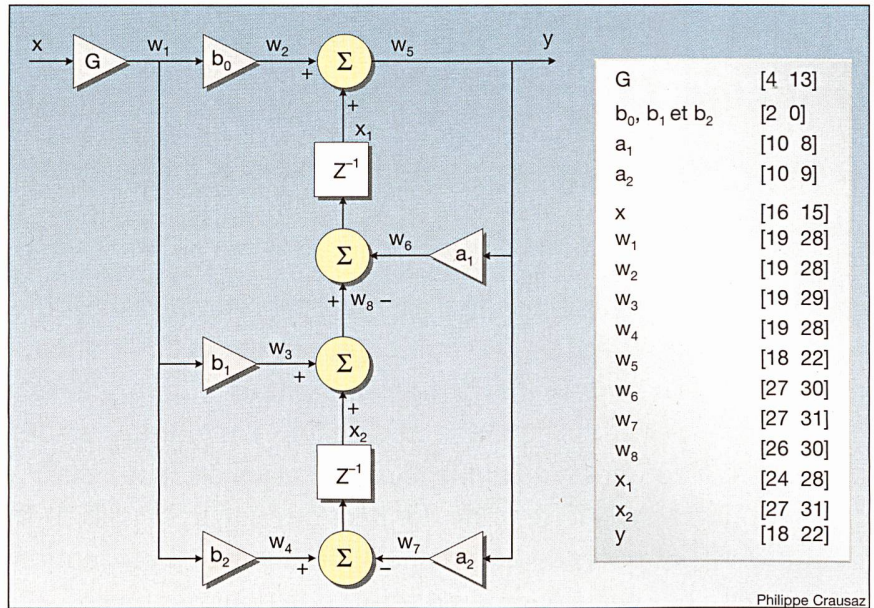 x
G
w1
b0
w2
+
Σ
w5
y
+
x1
Z−1
Σ
w6
a1
+
w8 −
b1
w3
+
Σ
+
x2
Z−1
b2
w4
+
Σ
−
w7
a2
G [4 13]
b0, b1 et b2 [2 0]
a1 [10 8]
a2 [10 9]
x [16 15]
w1 [19 28]
w2 [19 28]
w3 [19 29]
w4 [19 28]
w5 [18 22]
w6 [27 30]
w7 [27 31]
w8 [26 30]
x1 [24 28]
x2 [27 31]
y [18 22]
Philippe Crausaz